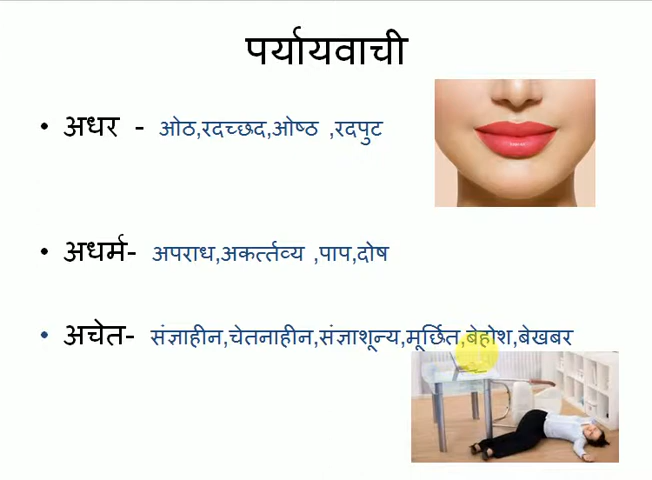 पर्यायवाची
• अधर - ओठ,रदच्छद,ओष्ठ ,रदपुट
• अधर्म- अपराध,अकर्त्तव्य ,पाप,दोष
• अचेत- संज्ञाहीन,चेतनाहीन,संज्ञाशून्य,मूर्छित,बेहोश,बेखबर